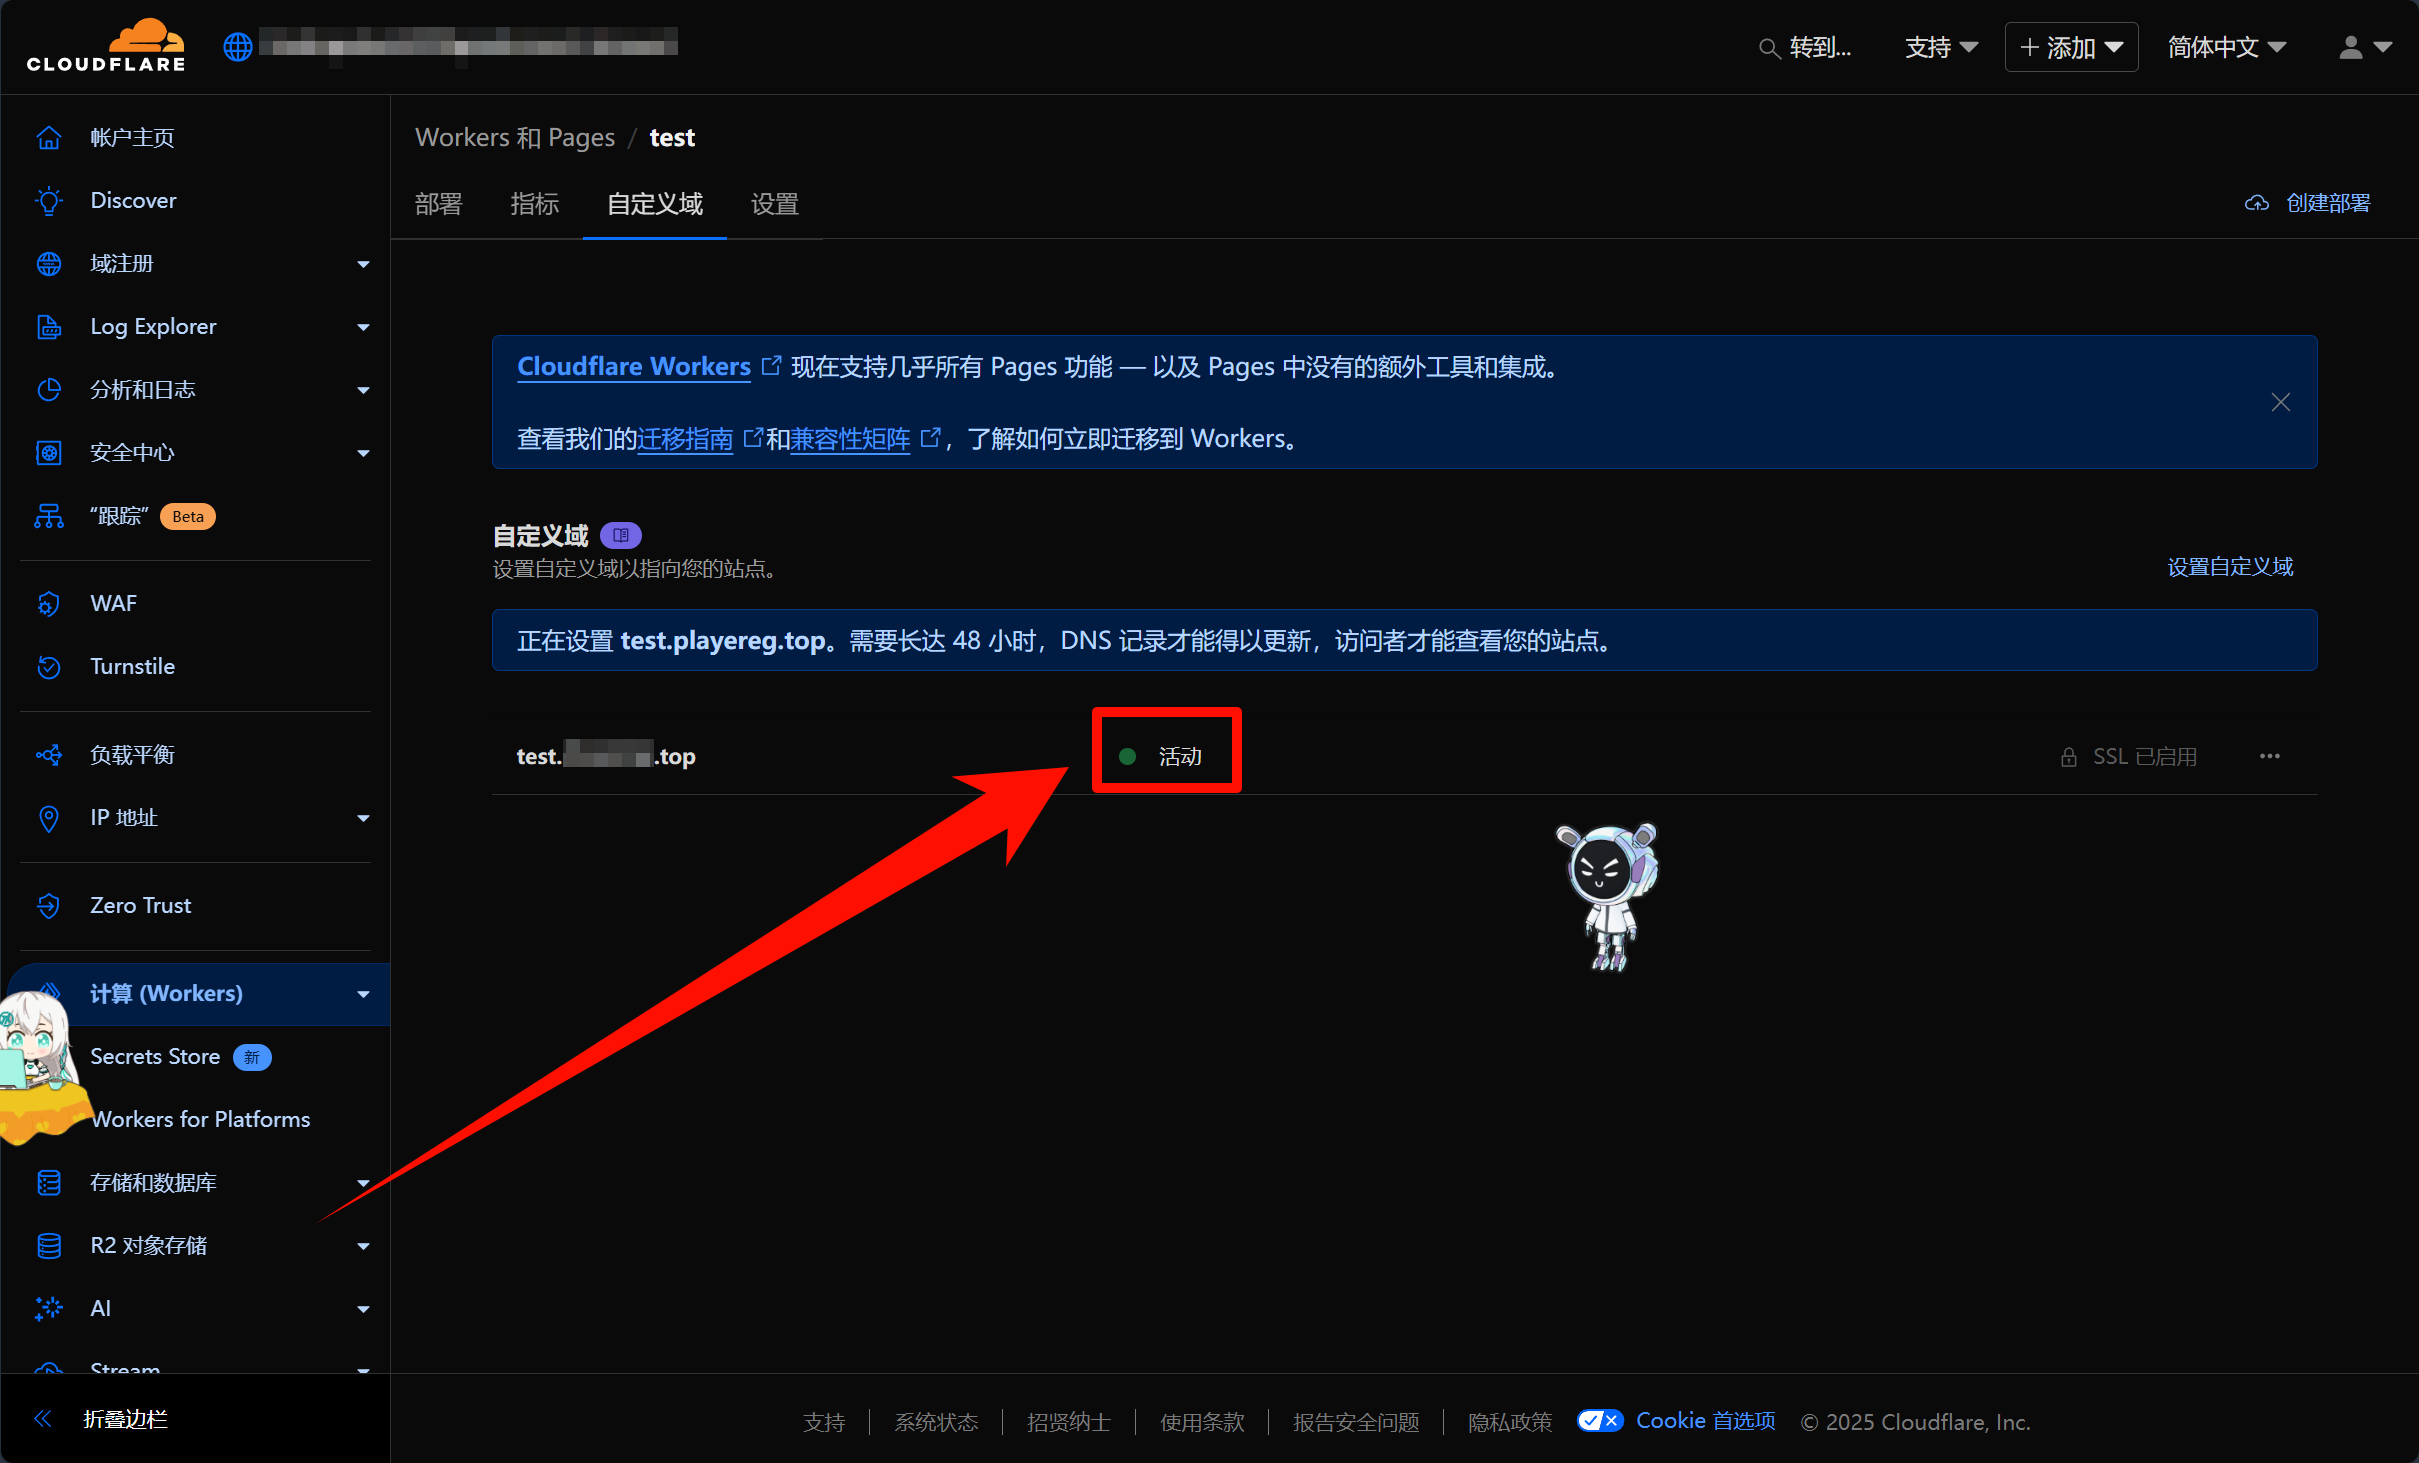 CLOUDFLARE
转到...
支持
添加
简体中文
帐户主页
Discover
域注册
Log Explorer
分析和日志
安全中心
“跟踪” Beta
WAF
Turnstile
负载平衡
IP 地址
Zero Trust
计算 (Workers)
Secrets Store 新
Workers for Platforms
存储和数据库
R2 对象存储
AI
Stream
折叠边栏
Workers 和 Pages / test
部署 指标 自定义域 设置
创建部署
Cloudflare Workers 现在支持几乎所有 Pages 功能 — 以及 Pages 中没有的额外工具和集成。
查看我们的迁移指南 和兼容性矩阵 ，了解如何立即迁移到 Workers。
自定义域
设置自定义域以指向您的站点。
设置自定义域
正在设置 test.playereg.top。需要长达 48 小时，DNS 记录才能得以更新，访问者才能查看您的站点。
test. .top 活动 SSL 已启用
支持 系统状态 招贤纳士 使用条款 报告安全问题 隐私政策 Cookie 首选项 © 2025 Cloudflare, Inc.